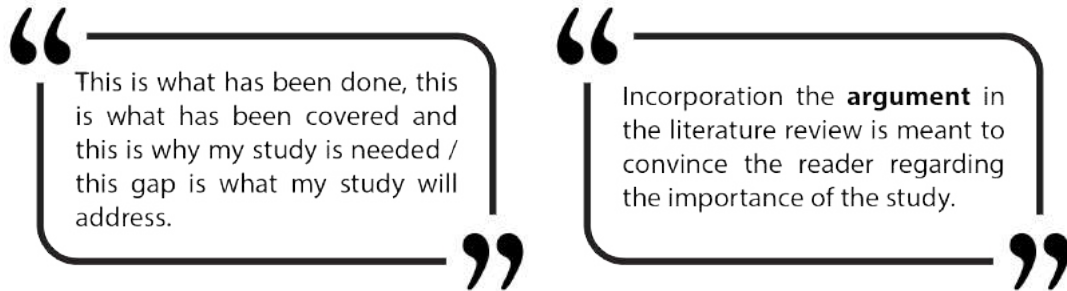 This is what has been done, this
is what has been covered and
this is why my study is needed /
this gap is what my study will
address.
Incorporation the argument in
the literature review is meant to
convince the reader regarding
the importance of the study.